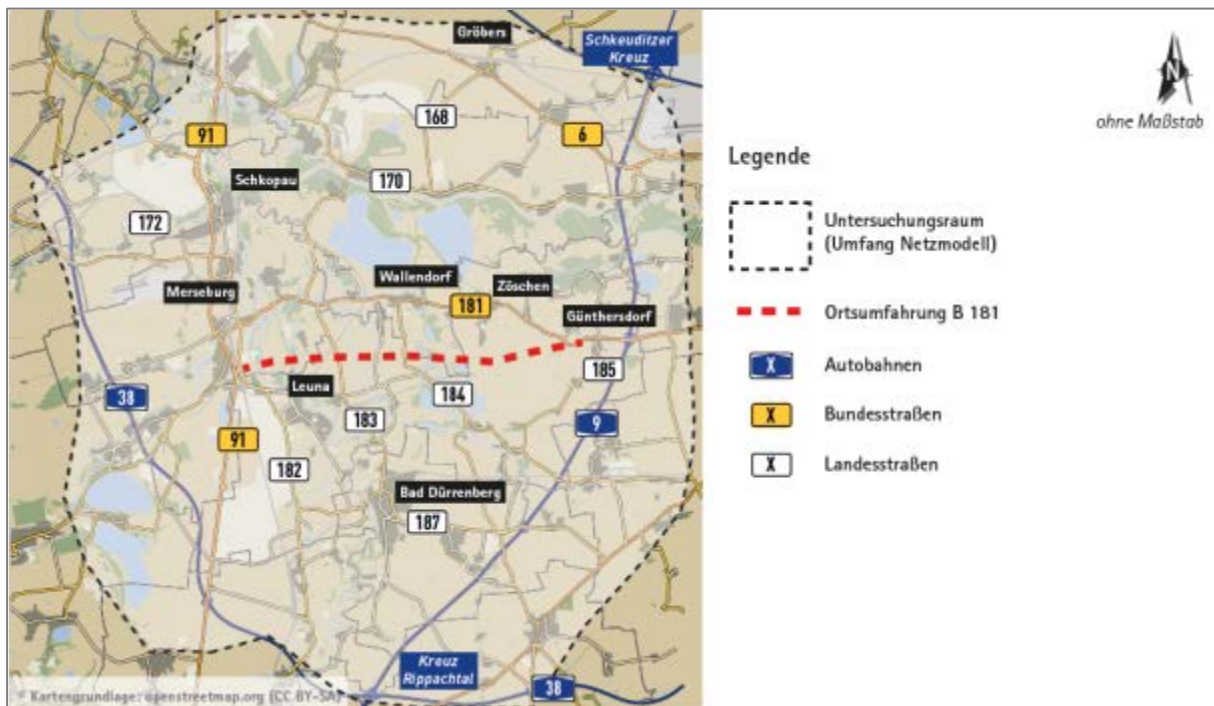 Gröbers
Schkeuditzer
Kreuz
168
91
6
Schkopau
170
172
Wallendorf
Zöschen
Merseburg
181
Günthersdorf
185
Leuna
184
38
183
9
91
182
Bad Dürrenberg
187
Kreuz
Rippachtal
38
© Kartengrundlage: openstreetmap.org (CC BY-SA)
N
ohne Maßstab
Legende
Untersuchungsraum
(Umfang Netzmodell)
Ortsumfahrung B 181
X Autobahnen
X Bundesstraßen
X Landesstraßen